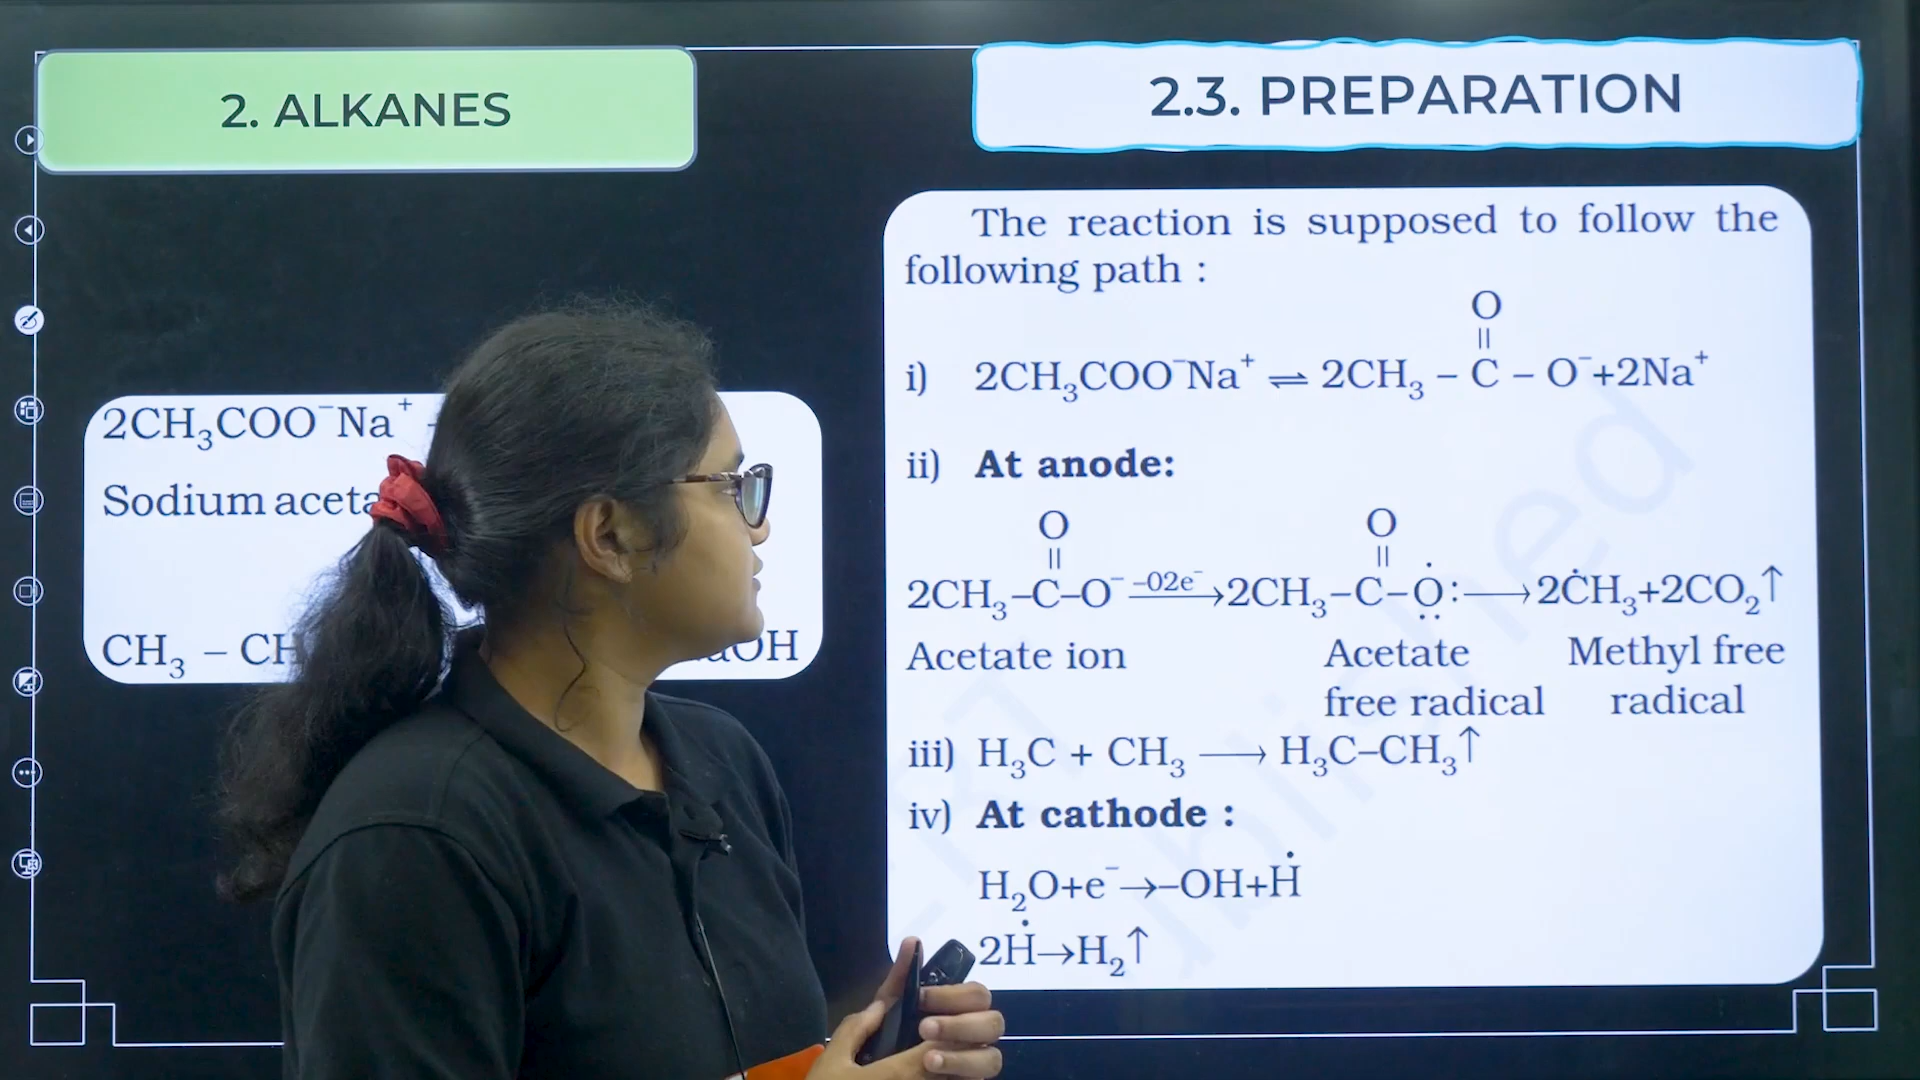 2. ALKANES
2.3. PREPARATION
2CH₃COO⁻Na⁺
Sodium
CH₃ – CH
OH
The reaction is supposed to follow the
following path :
O
||
i) 2CH₃COO⁻Na⁺ ⇌ 2CH₃ – C – O⁻+2Na⁺
ii) At anode:
O O
|| ||
2CH₃–C–O⁻ –02e⁻→ 2CH₃–C–Ȯ: ⟶ 2ĊH₃+2CO₂↑
Acetate ion Acetate Methyl free
free radical radical
iii) H₃C + CH₃ ⟶ H₃C–CH₃↑
iv) At cathode :
H₂O+e⁻→–OH+Ḣ
2Ḣ→H₂↑